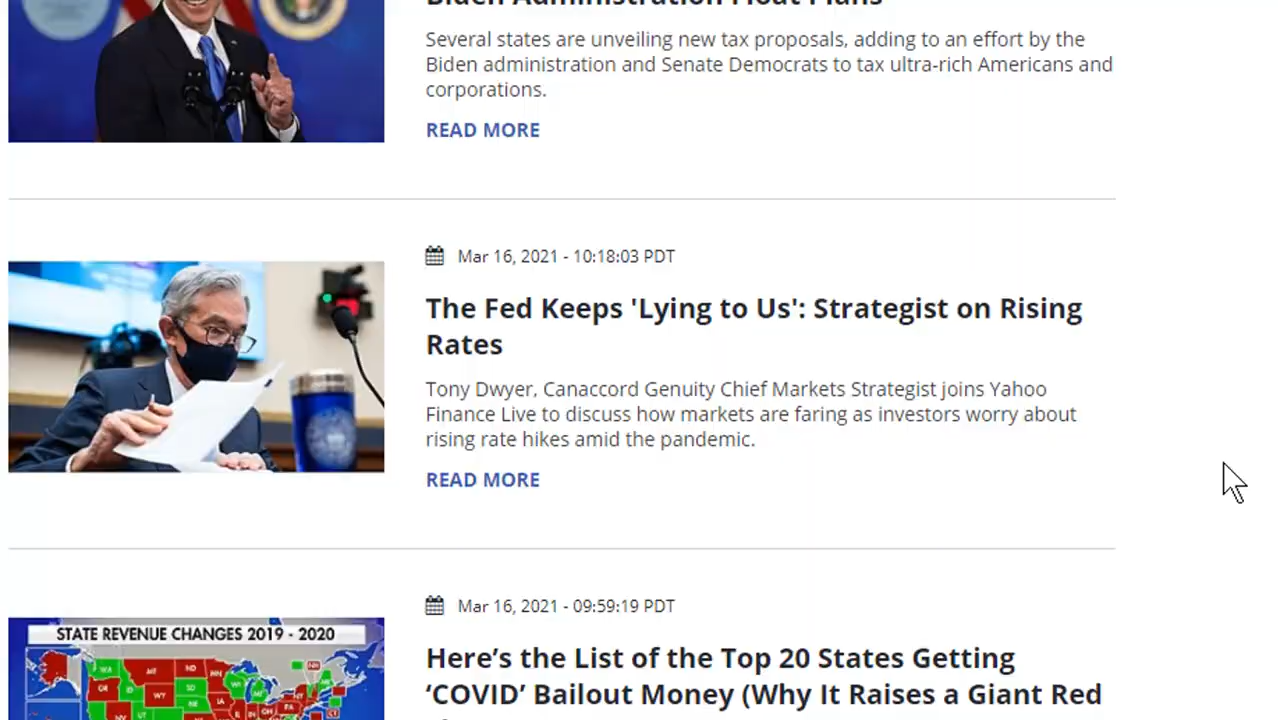 Biden Administration Float Plans
Several states are unveiling new tax proposals, adding to an effort by the
Biden administration and Senate Democrats to tax ultra-rich Americans and
corporations.
READ MORE
Mar 16, 2021 - 10:18:03 PDT
The Fed Keeps 'Lying to Us': Strategist on Rising
Rates
Tony Dwyer, Canaccord Genuity Chief Markets Strategist joins Yahoo
Finance Live to discuss how markets are faring as investors worry about
rising rate hikes amid the pandemic.
READ MORE
Mar 16, 2021 - 09:59:19 PDT
STATE REVENUE CHANGES 2019 - 2020
Here’s the List of the Top 20 States Getting
‘COVID’ Bailout Money (Why It Raises a Giant Red